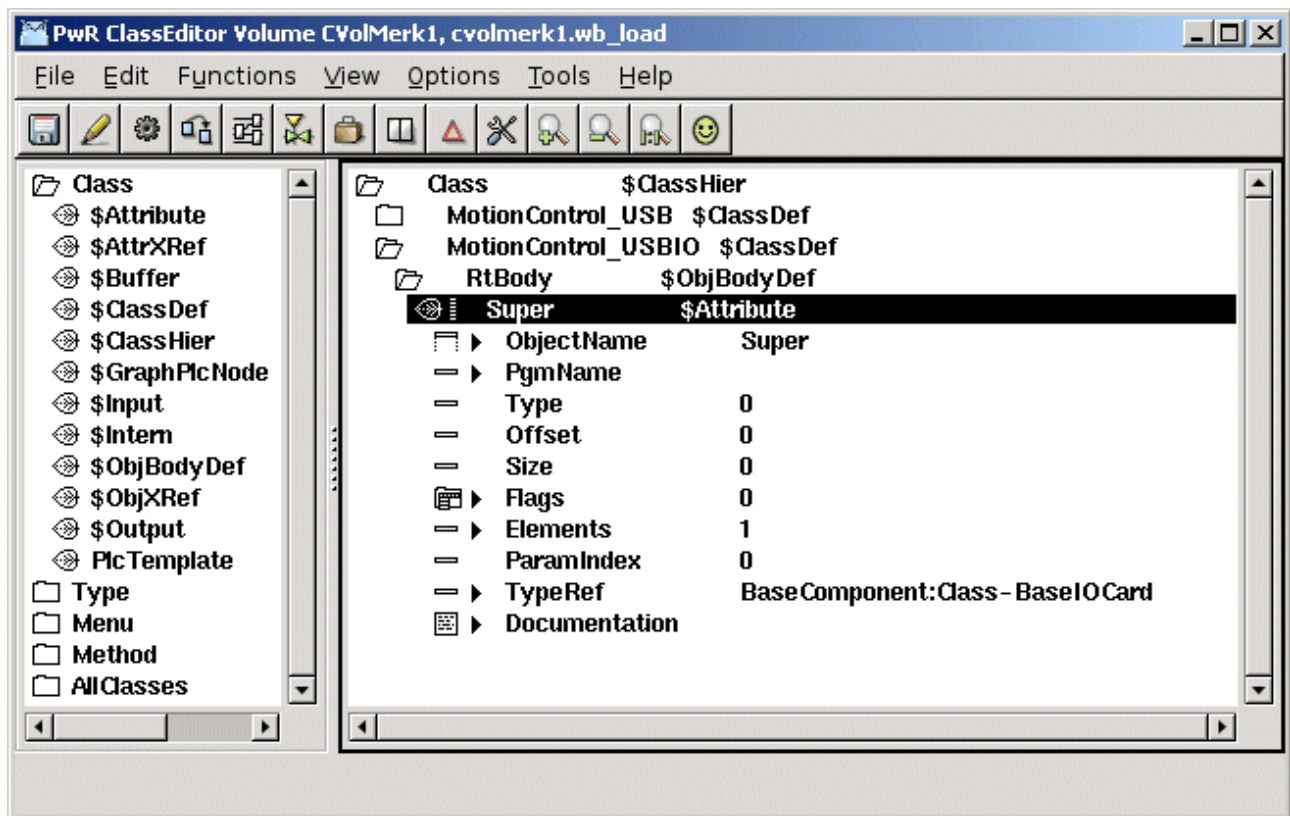 PwR ClassEditor Volume CVolMerk1, cvolmerk1.wb_load
File Edit Functions View Options Tools Help
Class
$Attribute
$AttrXRef
$Buffer
$ClassDef
$ClassHier
$GraphPlcNode
$Input
$Intern
$ObjBodyDef
$ObjXRef
$Output
PlcTemplate
Type
Menu
Method
AllClasses
Class $ClassHier
MotionControl_USB $ClassDef
MotionControl_USBIO $ClassDef
RtBody $ObjBodyDef
Super $Attribute
ObjectName Super
PgmName
Type 0
Offset 0
Size 0
Flags 0
Elements 1
ParamIndex 0
TypeRef BaseComponent:Class-BaseIOCard
Documentation